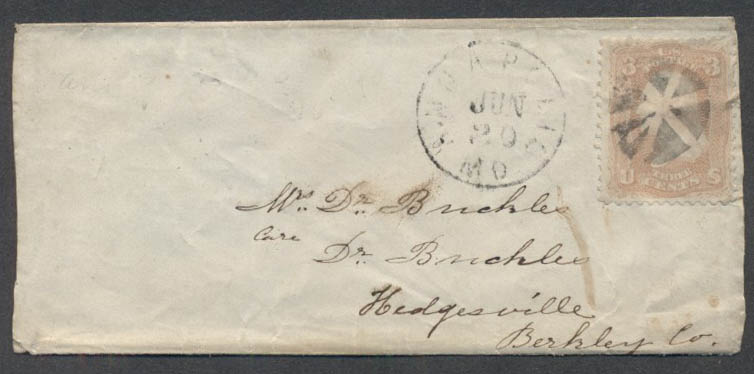 JUN
29
MO
3 3
U THREE S
CENTS
Mrs. Dr. Buckles
Care Dr. Buckles
Hedgesville
Berkley Co.